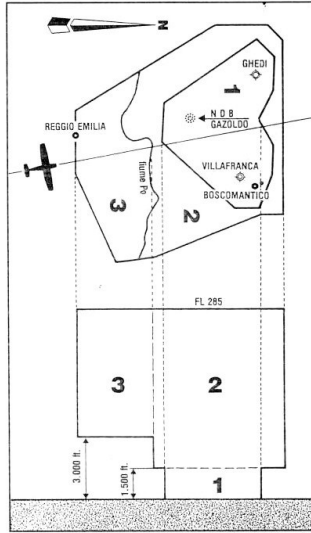 N
GHEDI
1
N D B
GAZOLDO
REGGIO EMILIA
VILLAFRANCA
BOSCOMANTICO
fiume Po
3
2
FL 285
3
2
3.000 ft.
1.500 ft.
1